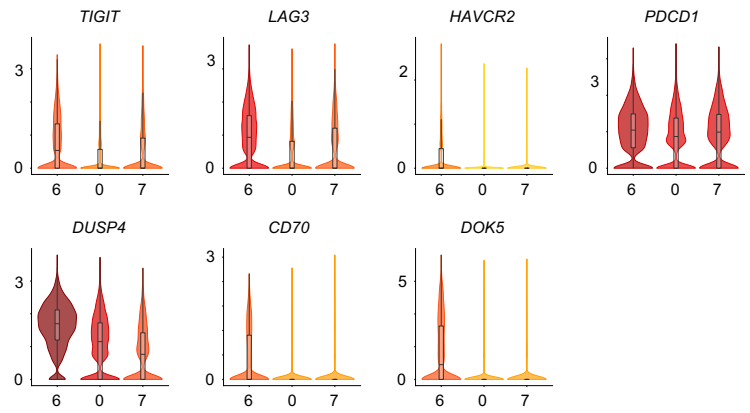 TIGIT LAG3 HAVCR2 PDCD1
3 3 2 3
0 0 0 0
6 0 7 6 0 7 6 0 7 6 0 7
DUSP4 CD70 DOK5
3 3 5
0 0 0
6 0 7 6 0 7 6 0 7